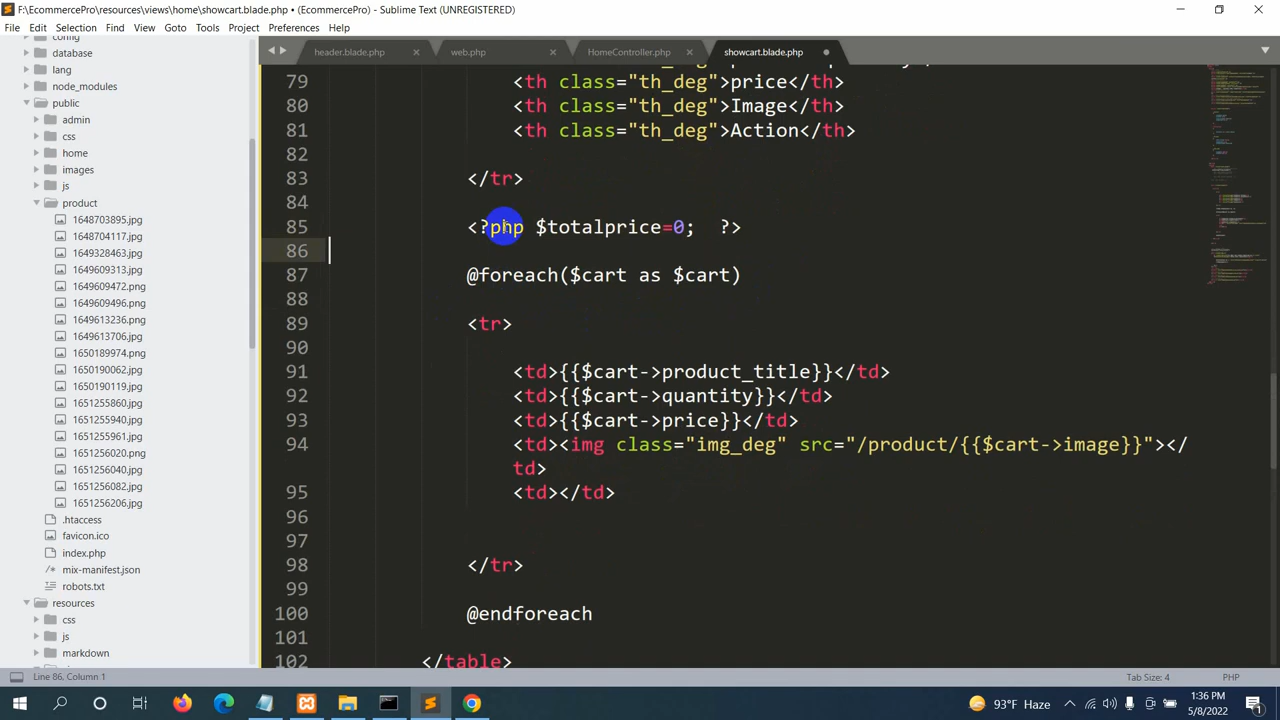 F:\EcommercePro\resources\views\home\showcart.blade.php • (EcommercePro) - Sublime Text (UNREGISTERED)
File Edit Selection Find View Goto Tools Project Preferences Help
header.blade.php web.php HomeController.php showcart.blade.php
config
database
lang
node_modules
public
admin
css
home
images
js
product
1648703895.jpg
1648704117.jpg
1649328463.jpg
1649609313.jpg
1649609472.png
1649609496.png
1649613236.png
1649613706.jpg
1650189974.png
1650190062.jpg
1650190119.jpg
1651255860.jpg
1651255940.jpg
1651255961.jpg
1651256020.png
1651256040.jpg
1651256082.jpg
1651256206.jpg
.htaccess
favicon.ico
index.php
mix-manifest.json
robots.txt
resources
css
js
markdown
79 <th class="th_deg">price</th>
80 <th class="th_deg">Image</th>
81 <th class="th_deg">Action</th>
82
83 </tr>
84
85 <?php $totalprice=0; ?>
86
87 @foreach($cart as $cart)
88
89 <tr>
90
91 <td>{{$cart->product_title}}</td>
92 <td>{{$cart->quantity}}</td>
93 <td>{{$cart->price}}</td>
94 <td><img class="img_deg" src="/product/{{$cart->image}}"></
td>
95 <td></td>
96
97
98 </tr>
99
100 @endforeach
101
102 </table>
Line 86, Column 1 Tab Size: 4 PHP
93°F Haze 1:36 PM
5/8/2022